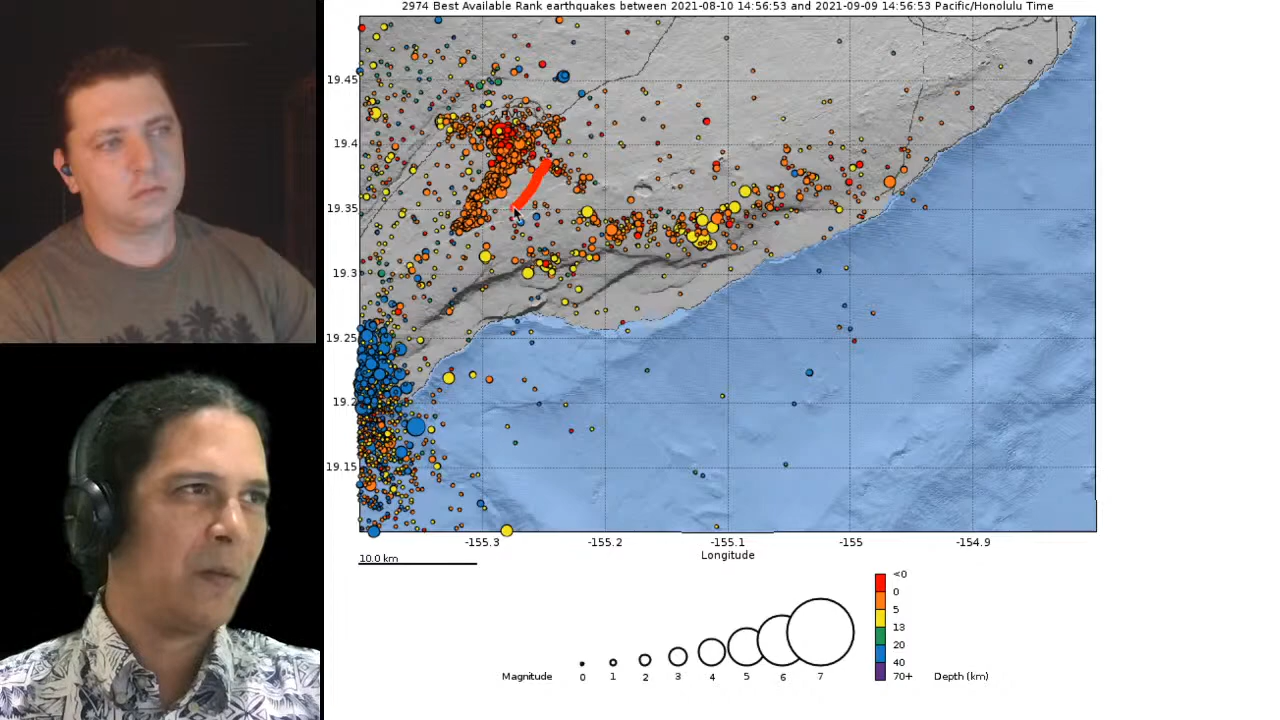 2974 Best Available Rank earthquakes between 2021-08-10 14:56:53 and 2021-09-09 14:56:53 Pacific/Honolulu Time
19.45
19.4
19.35
19.3
19.25
19.2
19.15
-155.3 -155.2 -155.1 -155 -154.9
Longitude
10.0 km
<0
0
5
13
20
40
70+
Magnitude 0 1 2 3 4 5 6 7 Depth (km)